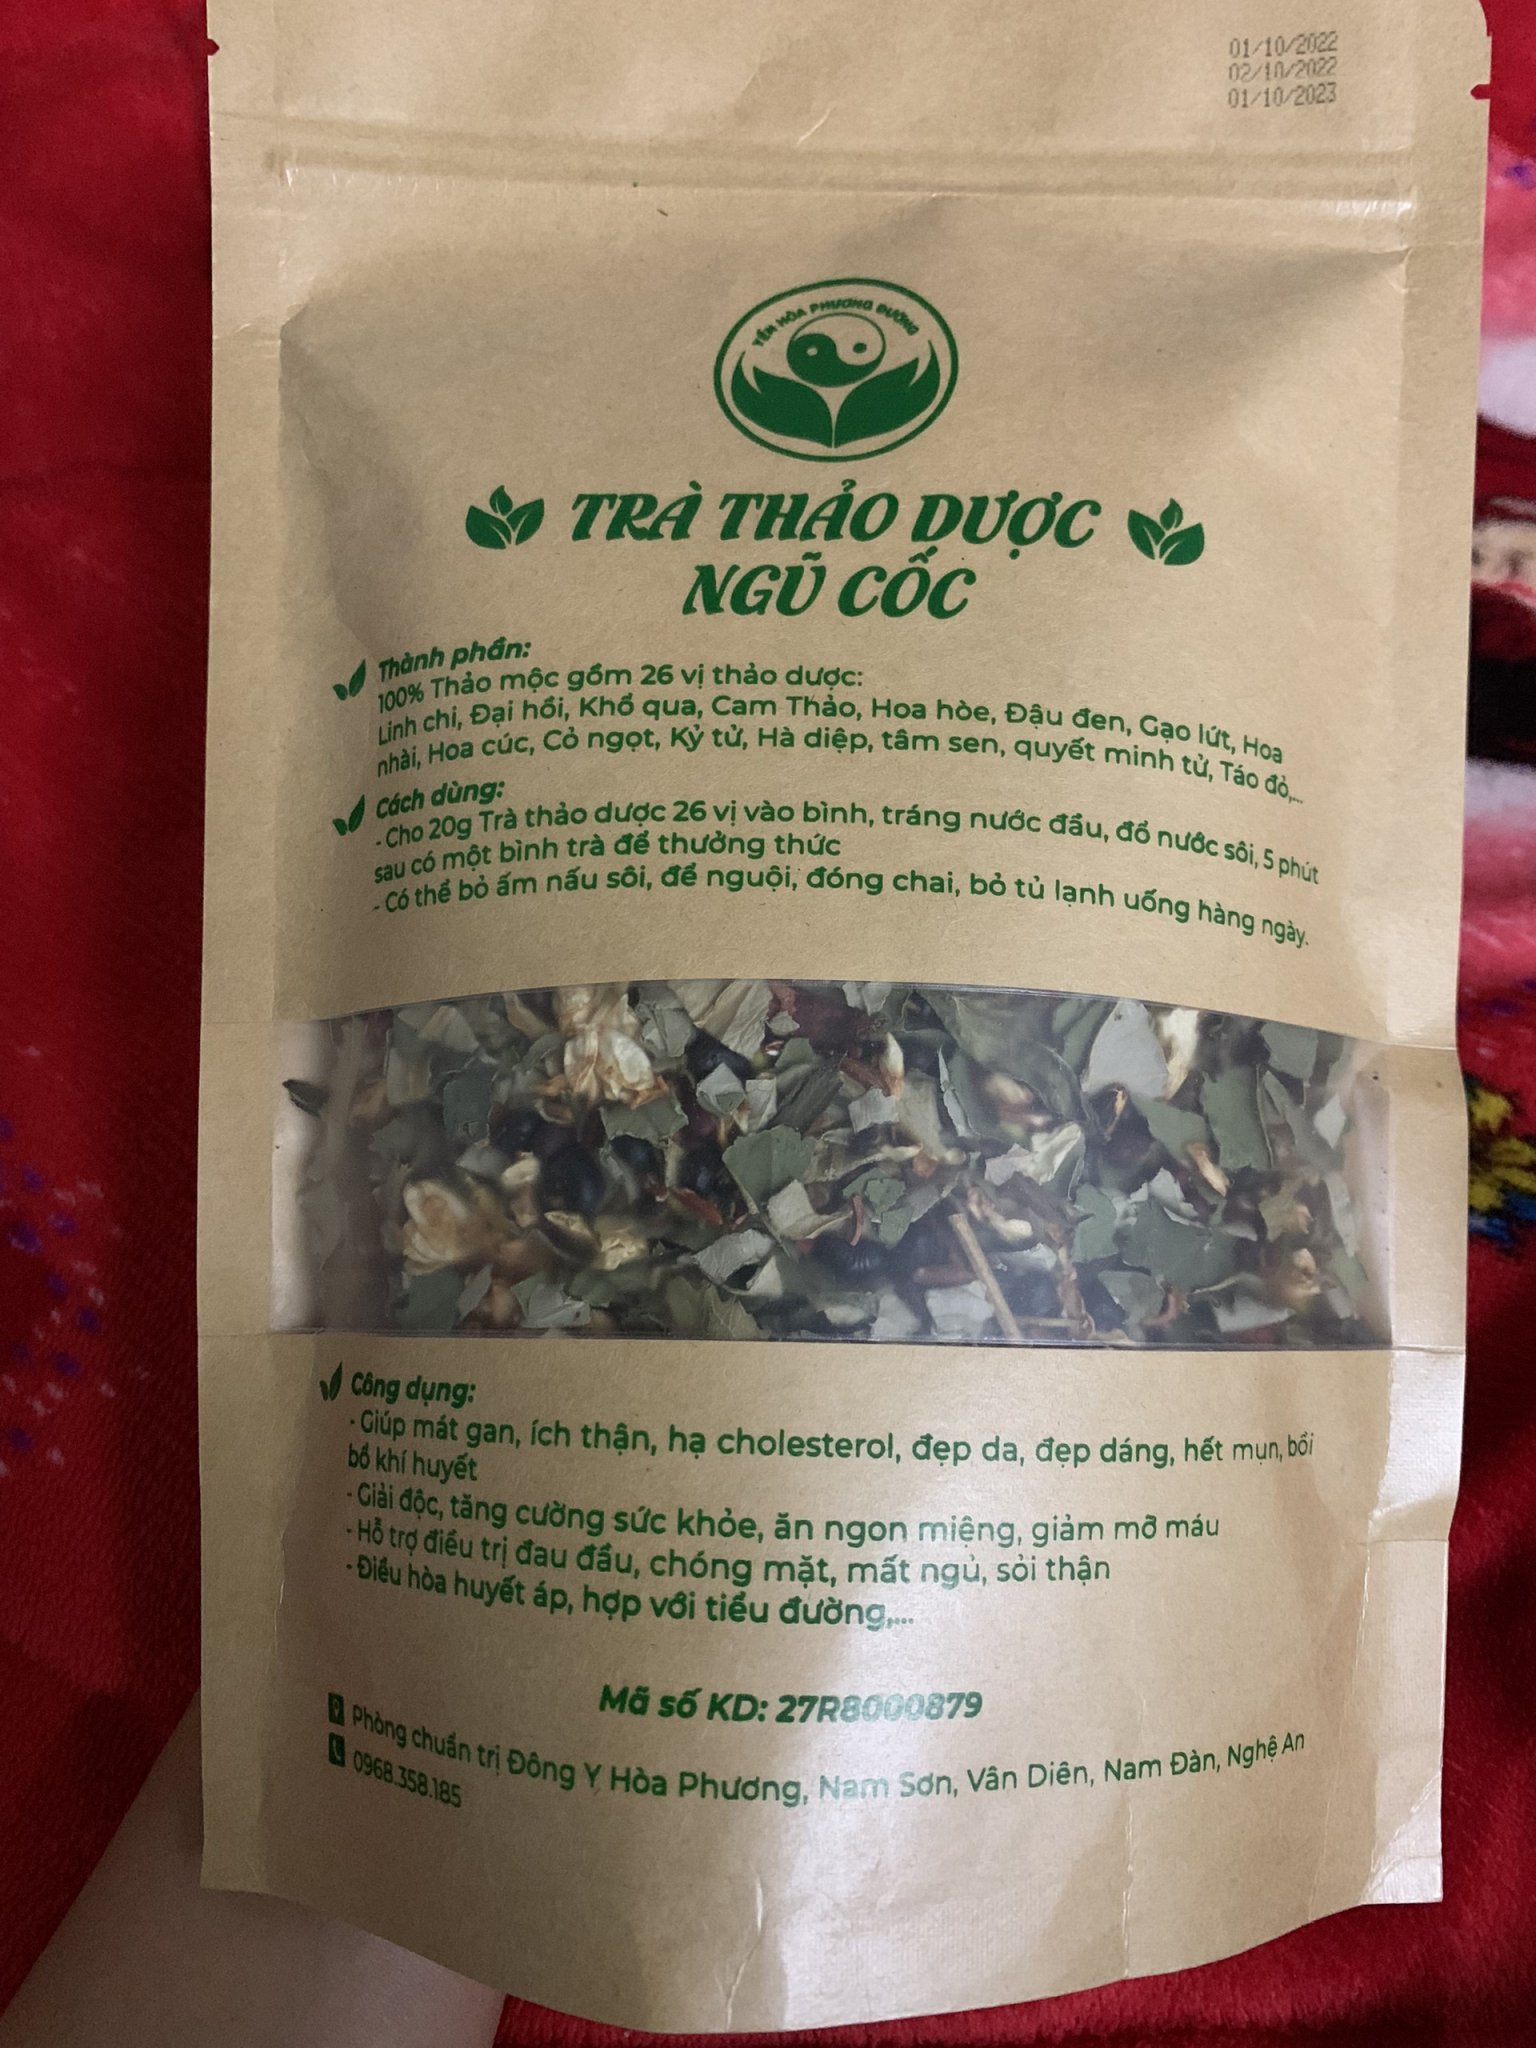 01/10/2022
02/10/2022
01/10/2023
YÊN HÒA PHƯƠNG ĐƯỜNG
TRÀ THẢO DƯỢC
NGŨ CỐC
Thành phần:
100% Thảo mộc gồm 26 vị thảo dược:
Linh chi, Đại hồi, Khổ qua, Cam Thảo, Hoa hòe, Đậu đen, Gạo lứt, Hoa
nhài, Hoa cúc, Cỏ ngọt, Kỷ tử, Hà diệp, tâm sen, quyết minh tử, Táo đỏ,...
Cách dùng:
- Cho 20g Trà thảo dược 26 vị vào bình, tráng nước đầu, đổ nước sôi, 5 phút
sau có một bình trà để thưởng thức
- Có thể bỏ ấm nấu sôi, để nguội, đóng chai, bỏ tủ lạnh uống hàng ngày.
Công dụng:
- Giúp mát gan, ích thận, hạ cholesterol, đẹp da, đẹp dáng, hết mụn, bồi
bổ khí huyết
- Giải độc, tăng cường sức khỏe, ăn ngon miệng, giảm mỡ máu
- Hỗ trợ điều trị đau đầu, chóng mặt, mất ngủ, sỏi thận
- Điều hòa huyết áp, hợp với tiểu đường,...
Mã số KD: 27R8000879
Phòng chuẩn trị Đông Y Hòa Phương, Nam Sơn, Vân Diên, Nam Đàn, Nghệ An
0968.358.185